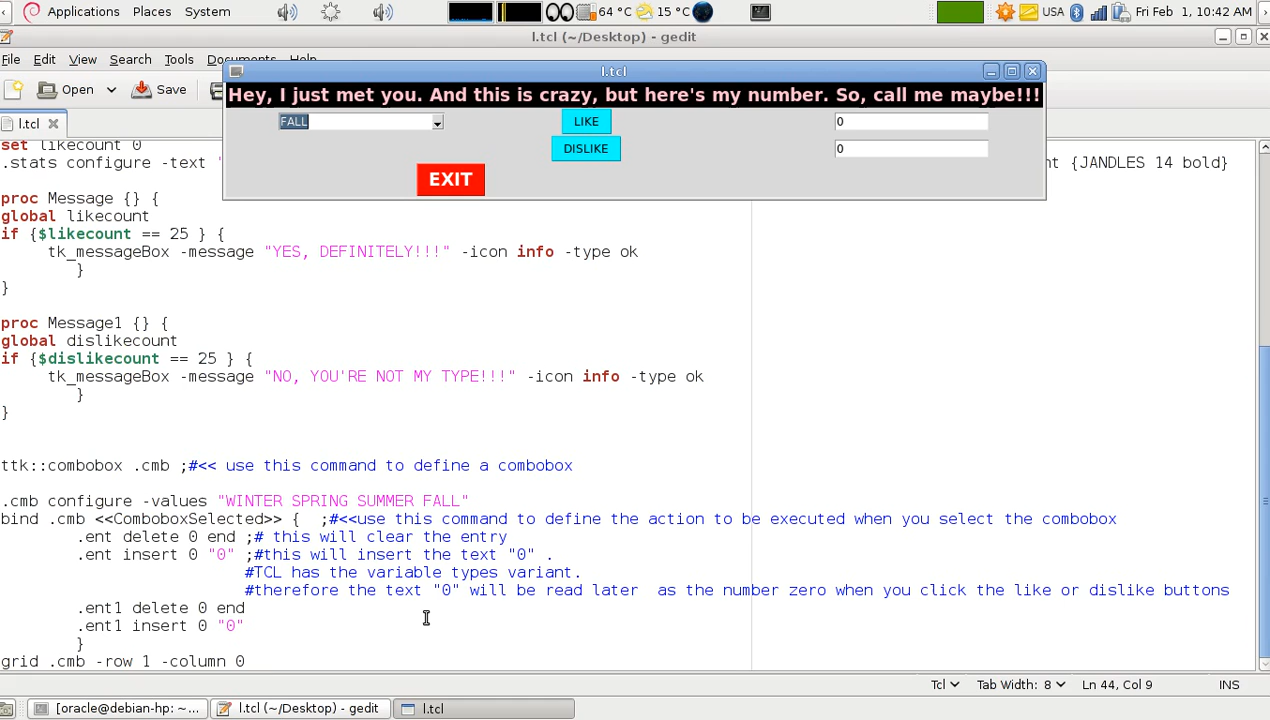 Applications Places System 64 °C 15 °C USA Fri Feb 1, 10:42 AM
l.tcl (~/Desktop) - gedit
File Edit View Search Tools Documents Help
Open Save
l.tcl
l.tcl
Hey, I just met you. And this is crazy, but here's my number. So, call me maybe!!!
FALL LIKE 0
DISLIKE 0
EXIT
set likecount 0
.stats configure -text " nt {JANDLES 14 bold}
proc Message {} {
global likecount
if {$likecount == 25 } {
tk_messageBox -message "YES, DEFINITELY!!!" -icon info -type ok
}
}
proc Message1 {} {
global dislikecount
if {$dislikecount == 25 } {
tk_messageBox -message "NO, YOU'RE NOT MY TYPE!!!" -icon info -type ok
}
}
ttk::combobox .cmb ;#<< use this command to define a combobox
.cmb configure -values "WINTER SPRING SUMMER FALL"
bind .cmb <<ComboboxSelected>> { ;#<<use this command to define the action to be executed when you select the combobox
.ent delete 0 end ;# this will clear the entry
.ent insert 0 "0" ;#this will insert the text "0" .
#TCL has the variable types variant.
#therefore the text "0" will be read later as the number zero when you click the like or dislike buttons
.ent1 delete 0 end
.ent1 insert 0 "0"
}
grid .cmb -row 1 -column 0
Tcl Tab Width: 8 Ln 44, Col 9 INS
[oracle@debian-hp: ~... l.tcl (~/Desktop) - gedit l.tcl